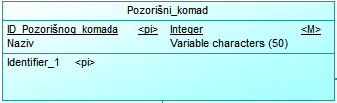 Pozorišni_komad
ID_Pozorišnog_komada <pi> Integer <M>
Naziv Variable characters (50)
Identifier_1 <pi>